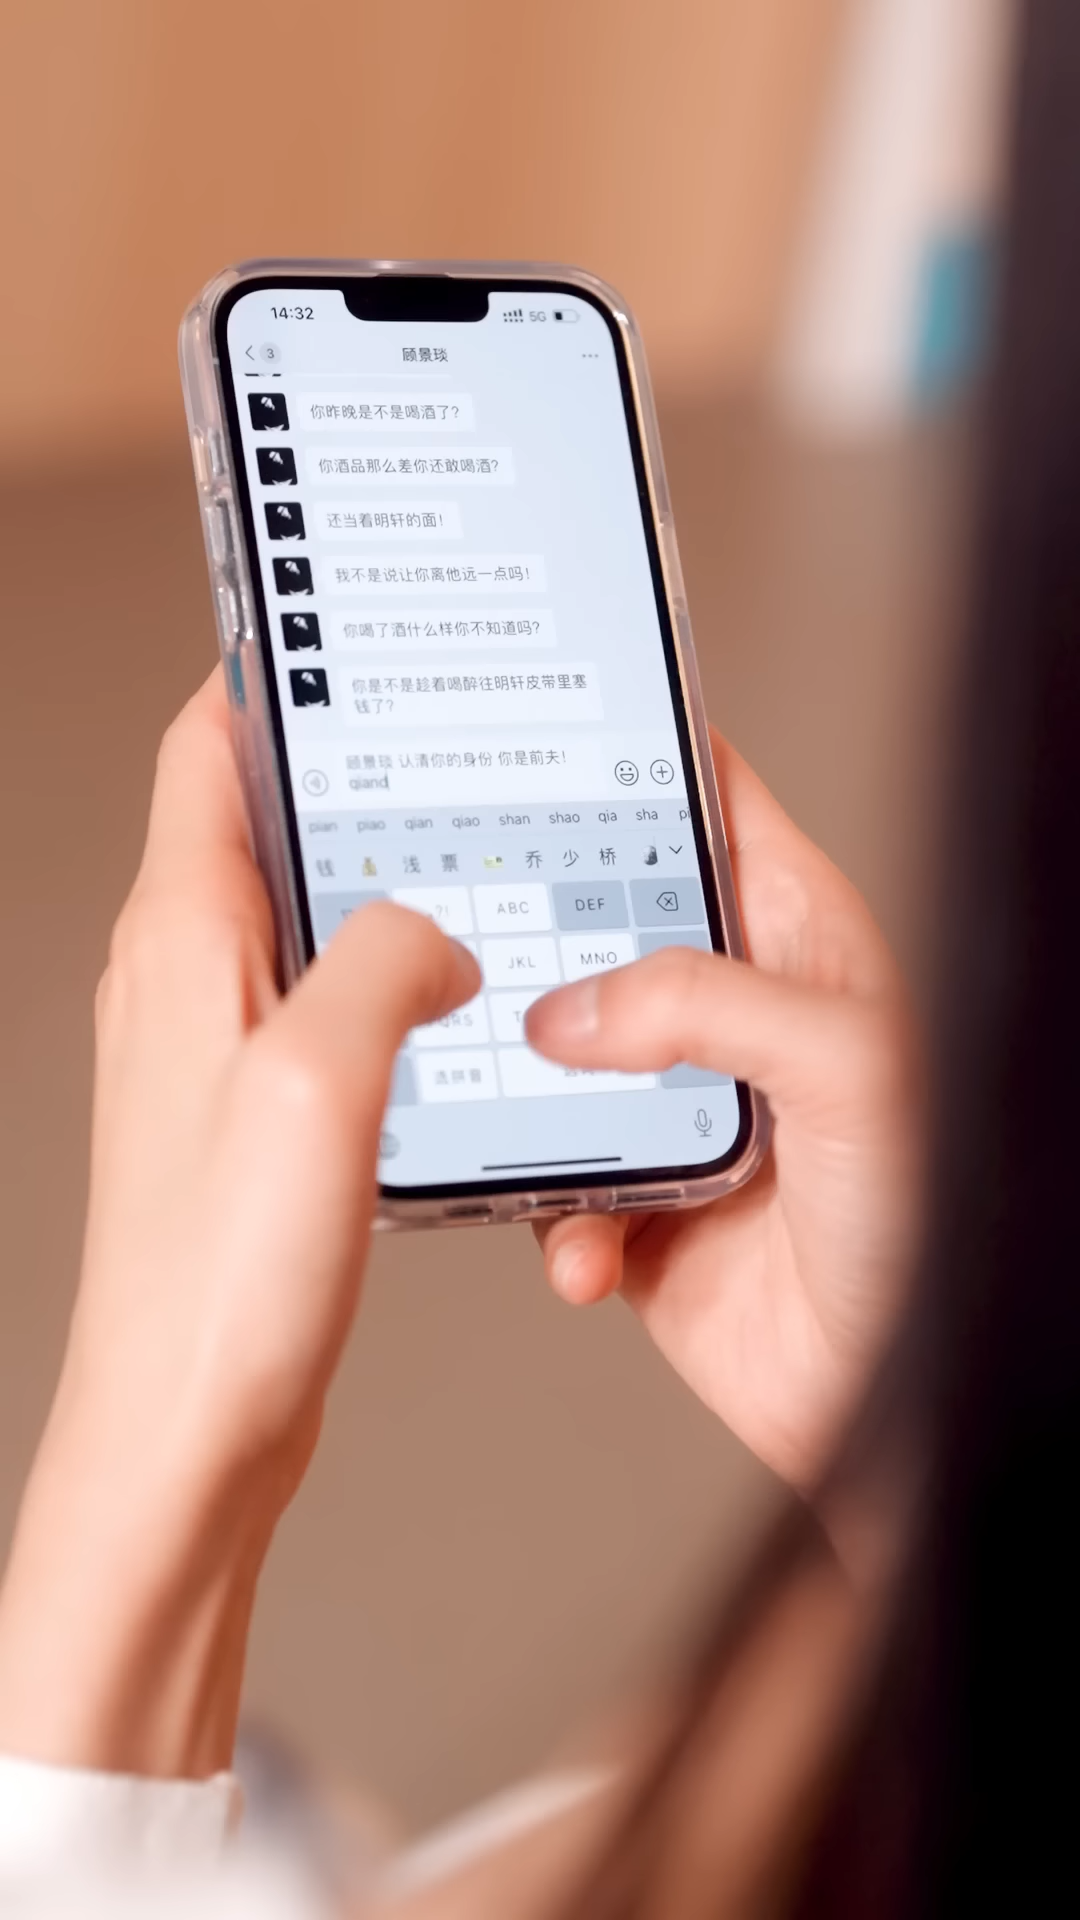 14:32
5G
3
顾景琰
你昨晚是不是喝酒了?
你酒品那么差你还敢喝酒?
还当着明轩的面!
我不是说让你离他远一点吗!
你喝了酒什么样你不知道吗?
你是不是趁着喝醉往明轩皮带里塞
钱了?
顾景琰 认清你的身份 你是前夫!
qiand
pian piao qian qiao shan shao qia sha pi
钱 浅 票 乔 少 桥
?! ABC DEF
JKL MNO
PQRS T
选拼音